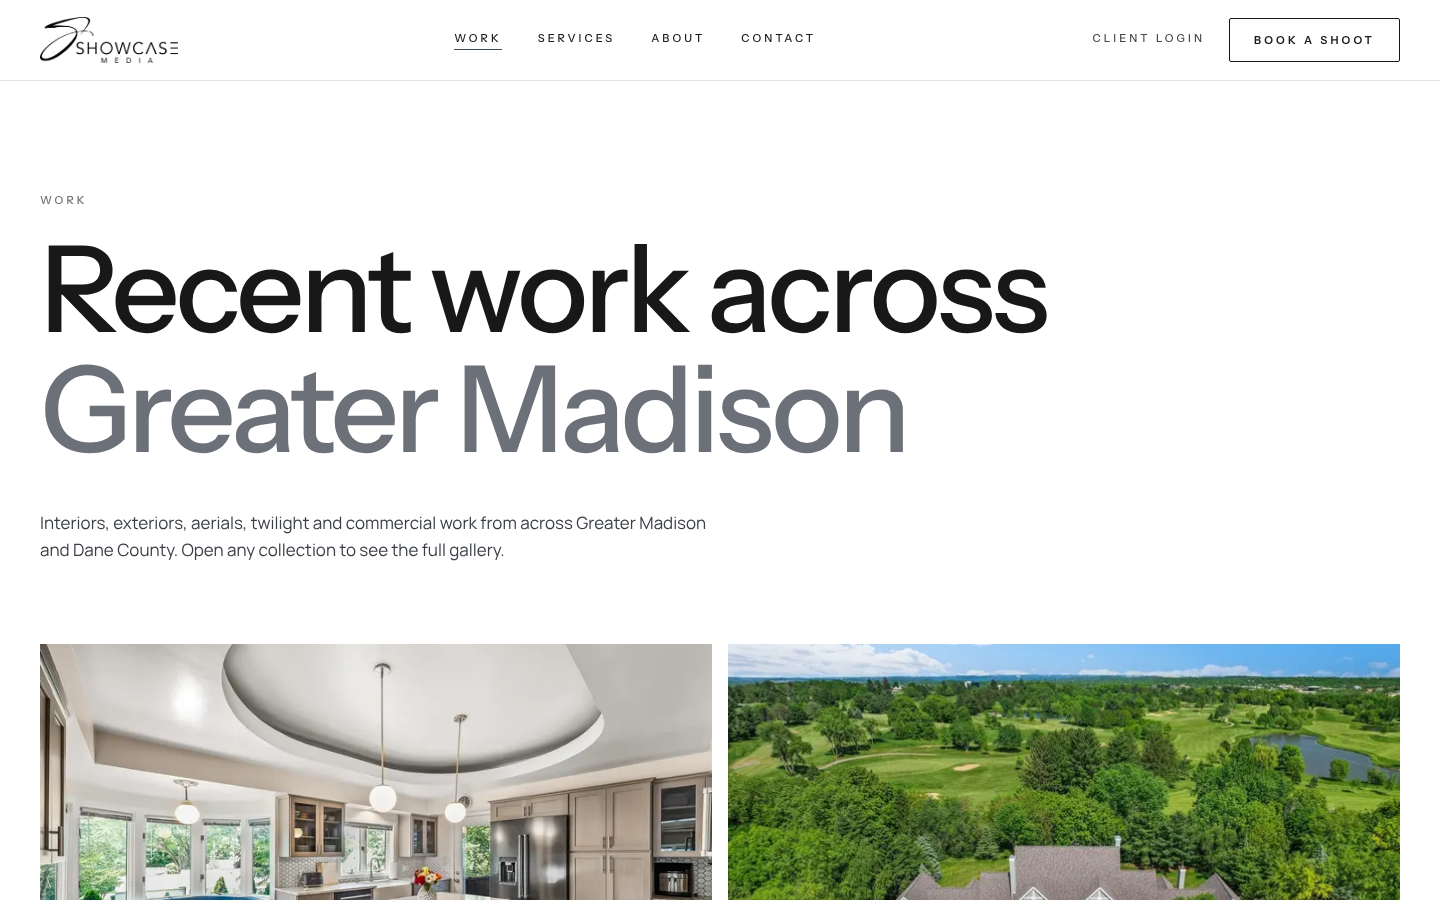 SHOWCASE
MEDIA
WORK
SERVICES
ABOUT
CONTACT
CLIENT LOGIN
BOOK A SHOOT
WORK
Recent work across
Greater Madison
Interiors, exteriors, aerials, twilight and commercial work from across Greater Madison
and Dane County. Open any collection to see the full gallery.